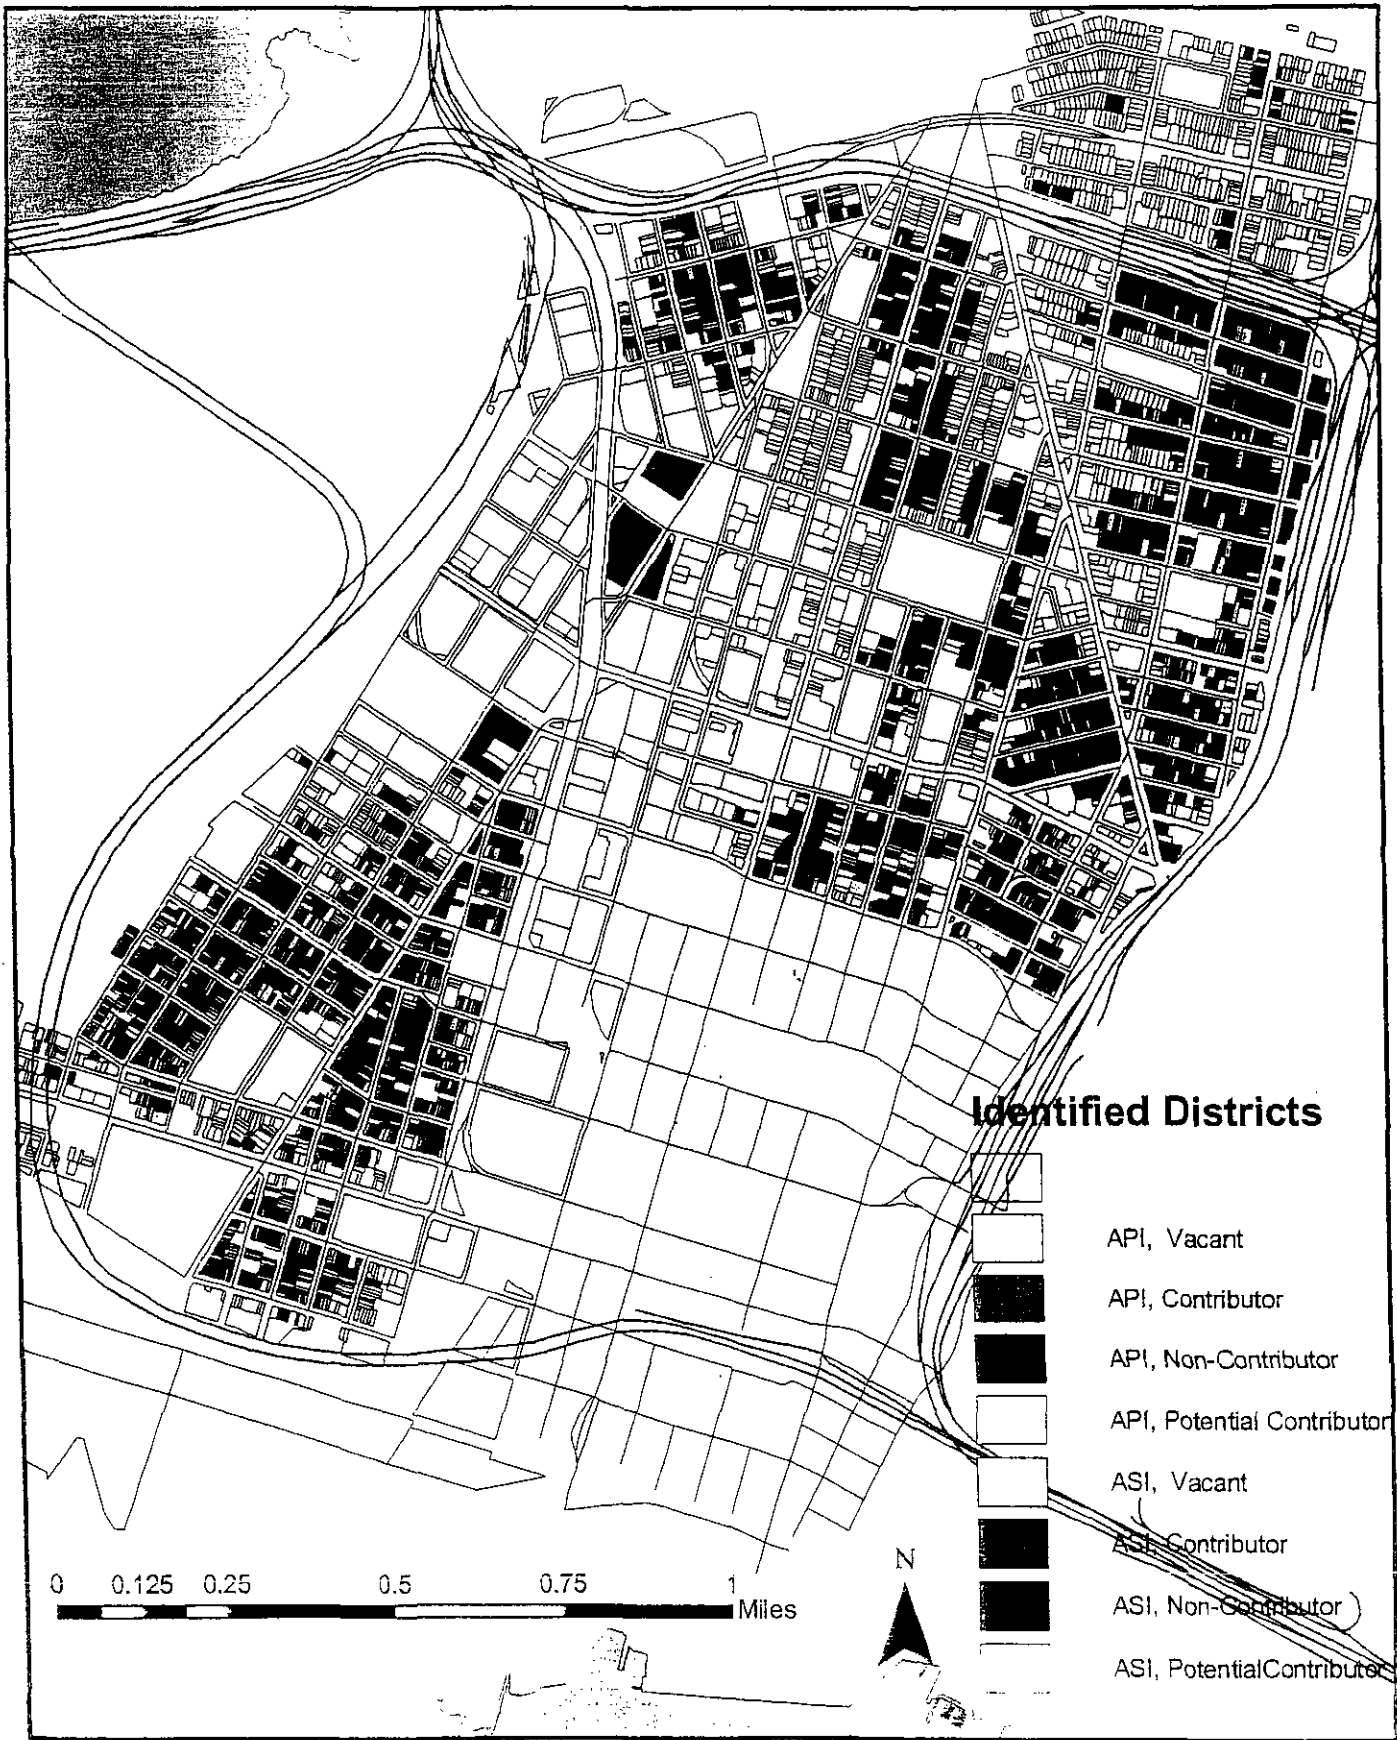 Identified Districts
API, Vacant
API, Contributor
API, Non-Contributor
API, Potential Contributor
ASI, Vacant
ASI, Contributor
ASI, Non-Contributor
ASI, PotentialContributor
N
0 0.125 0.25 0.5 0.75 1
Miles